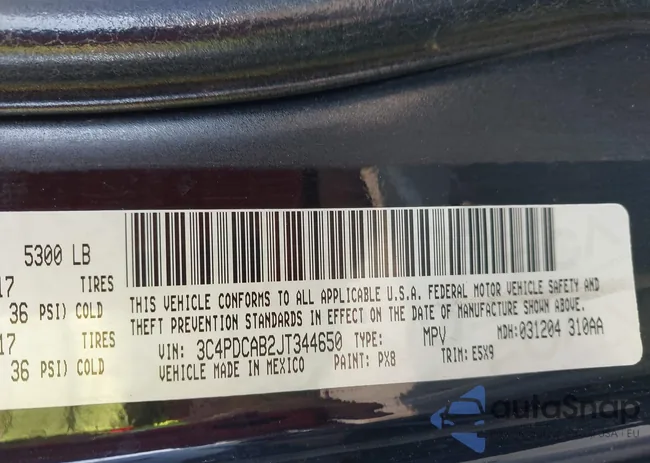 5300 LB
17 TIRES
36 PSI) COLD
17 TIRES
36 PSI) COLD
THIS VEHICLE CONFORMS TO ALL APPLICABLE U.S.A. FEDERAL MOTOR VEHICLE SAFETY AND
THEFT PREVENTION STANDARDS IN EFFECT ON THE DATE OF MANUFACTURE SHOWN ABOVE.
VIN: 3C4PDCAB2JT344650 TYPE: MPV MDH:031204 310AA
VEHICLE MADE IN MEXICO PAINT: PX8 TRIM: E5X9
autoSnap
USA - EU